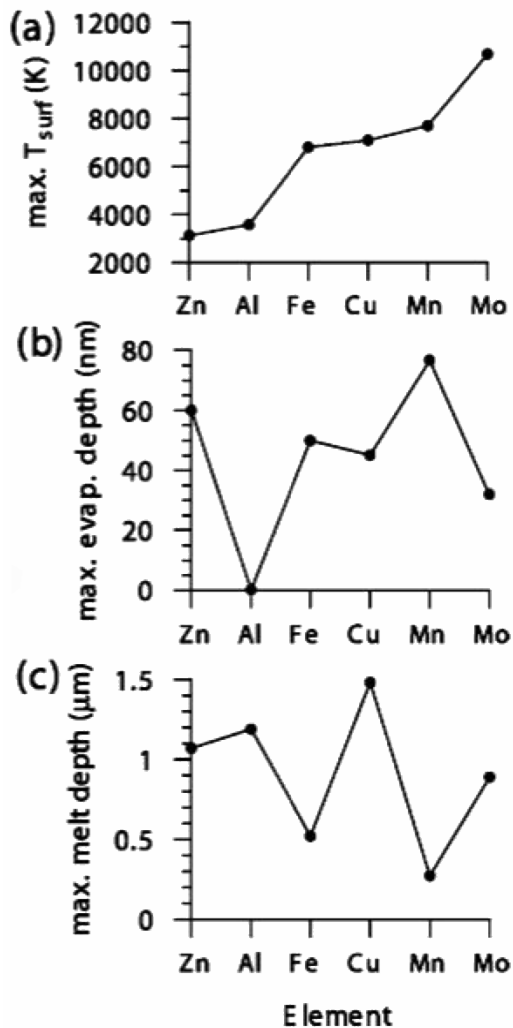 (a)
max. Tsurf (K)
12000
10000
8000
6000
4000
2000
Zn Al Fe Cu Mn Mo
(b)
max. evap. depth (nm)
80
60
40
20
0
Zn Al Fe Cu Mn Mo
(c)
max. melt depth (μm)
1.5
1
0.5
0
Zn Al Fe Cu Mn Mo
Element